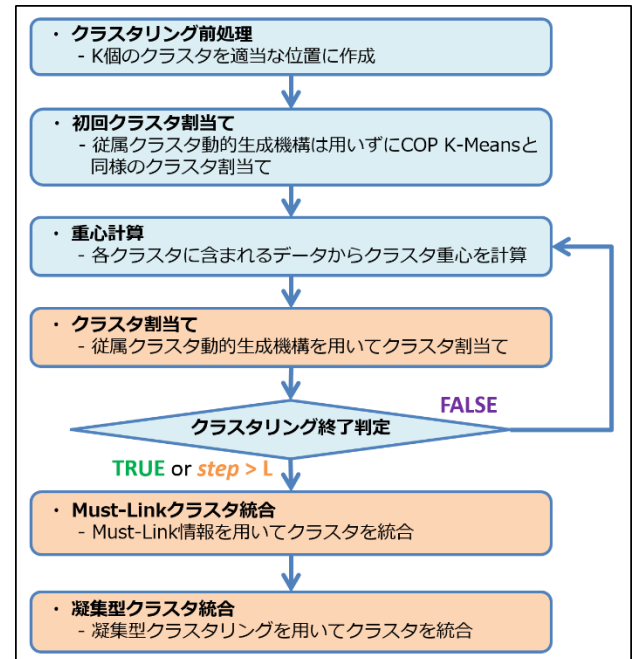 ・ クラスタリング前処理
- K個のクラスタを適当な位置に作成
・ 初回クラスタ割当て
- 従属クラスタ動的生成機構は用いずにCOP K-Meansと
同様のクラスタ割当て
・ 重心計算
- 各クラスタに含まれるデータからクラスタ重心を計算
・ クラスタ割当て
- 従属クラスタ動的生成機構を用いてクラスタ割当て
FALSE
クラスタリング終了判定
TRUE or step > L
・ Must-Linkクラスタ統合
- Must-Link情報を用いてクラスタを統合
・ 凝集型クラスタ統合
- 凝集型クラスタリングを用いてクラスタを統合